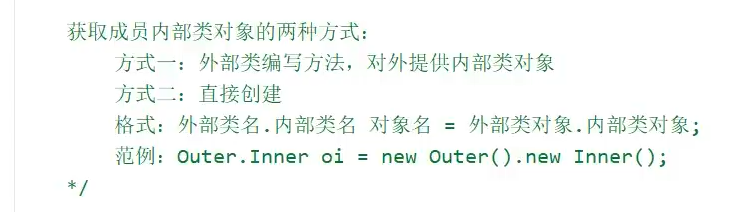 获取成员内部类对象的两种方式：
方式一：外部类编写方法，对外提供内部类对象
方式二：直接创建
格式：外部类名.内部类名 对象名 = 外部类对象.内部类对象;
范例：Outer.Inner oi = new Outer().new Inner();
*/